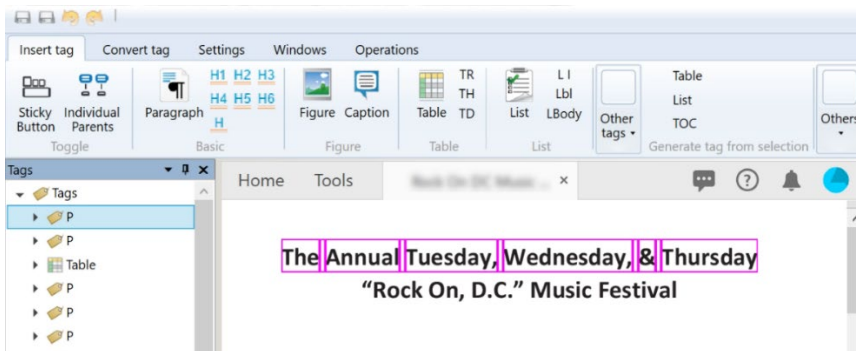 Insert tag Convert tag Settings Windows Operations
Sticky Button
Individual Parents
Toggle
Paragraph
H1 H2 H3
H4 H5 H6
H
Basic
Figure Caption
Figure
Table
TR
TH
TD
Table
List
L I
Lbl
LBody
List
Other tags
Table
List
TOC
Generate tag from selection
Others
Tags
Tags
P
P
Table
P
P
P
Home Tools
The Annual Tuesday, Wednesday, & Thursday
“Rock On, D.C.” Music Festival